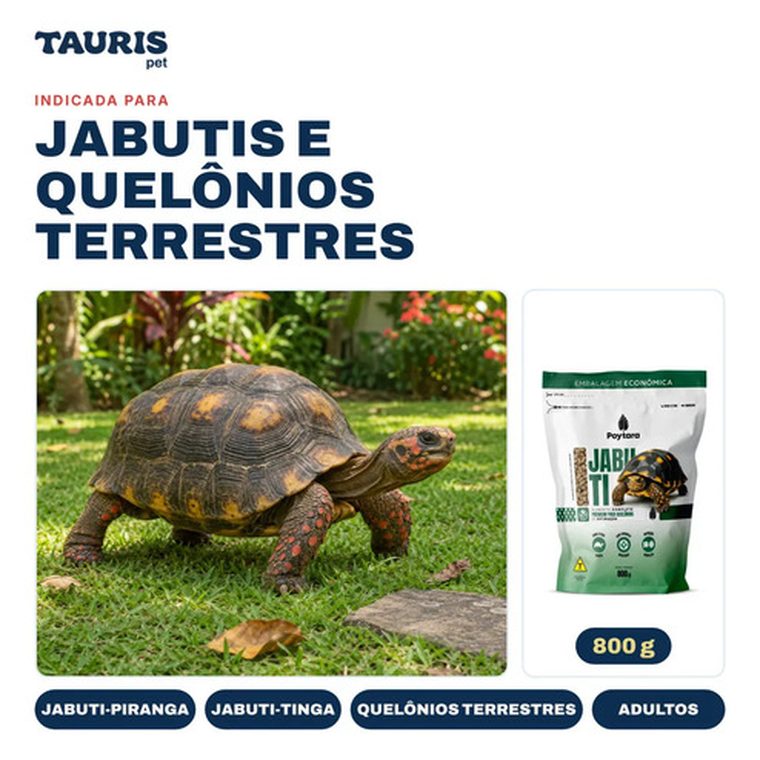 TAURIS
pet
INDICADA PARA
JABUTIS E
QUELÔNIOS
TERRESTRES
EMBALAGEM ECONÔMICA
Poytara
JABU
TI
800g
800 g
JABUTI-PIRANGA
JABUTI-TINGA
QUELÔNIOS TERRESTRES
ADULTOS